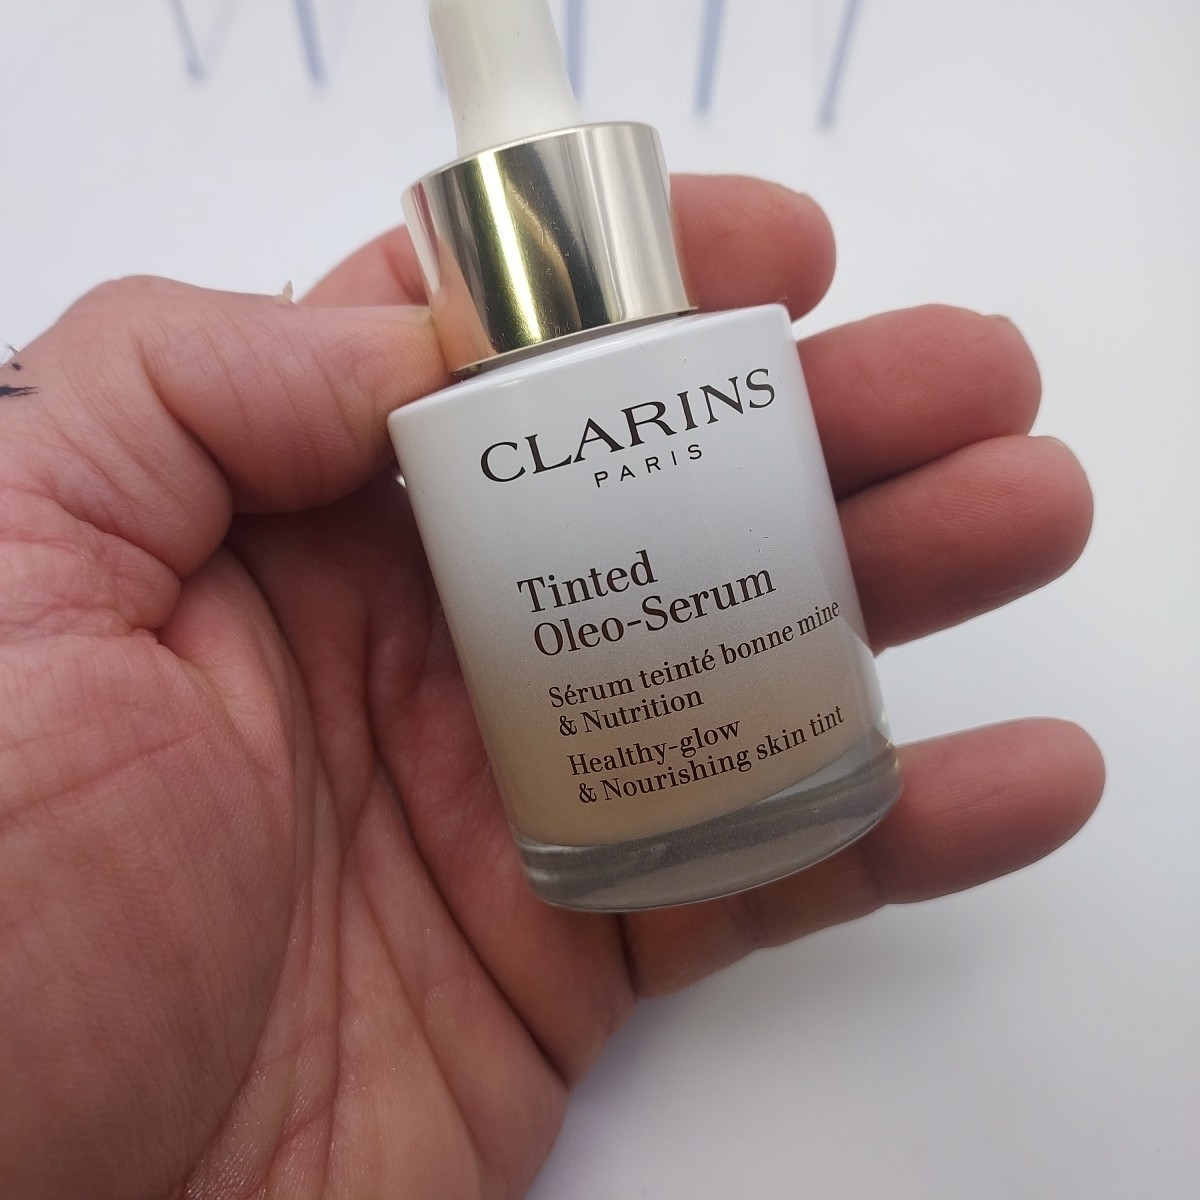 CLARINS
PARIS
Tinted
Oleo-Serum
Sérum teinté bonne mine
& Nutrition
Healthy-glow
& Nourishing skin tint